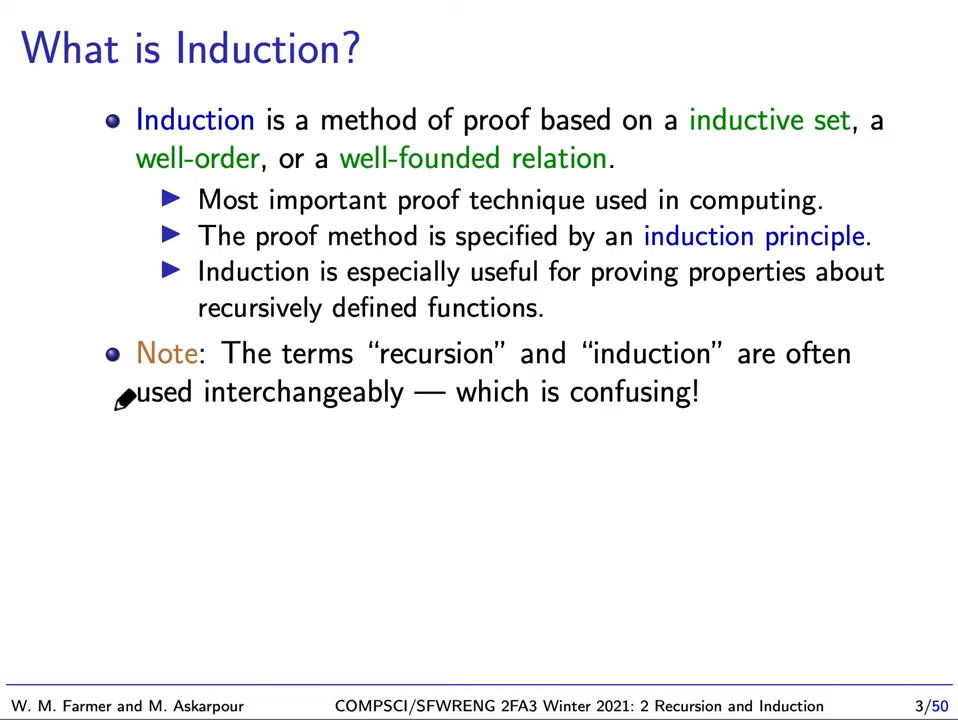 What is Induction?
Induction is a method of proof based on a inductive set, a
well-order, or a well-founded relation.
Most important proof technique used in computing.
The proof method is specified by an induction principle.
Induction is especially useful for proving properties about
recursively defined functions.
Note: The terms “recursion” and “induction” are often
used interchangeably — which is confusing!
W. M. Farmer and M. Askarpour COMPSCI/SFWRENG 2FA3 Winter 2021: 2 Recursion and Induction 3/50